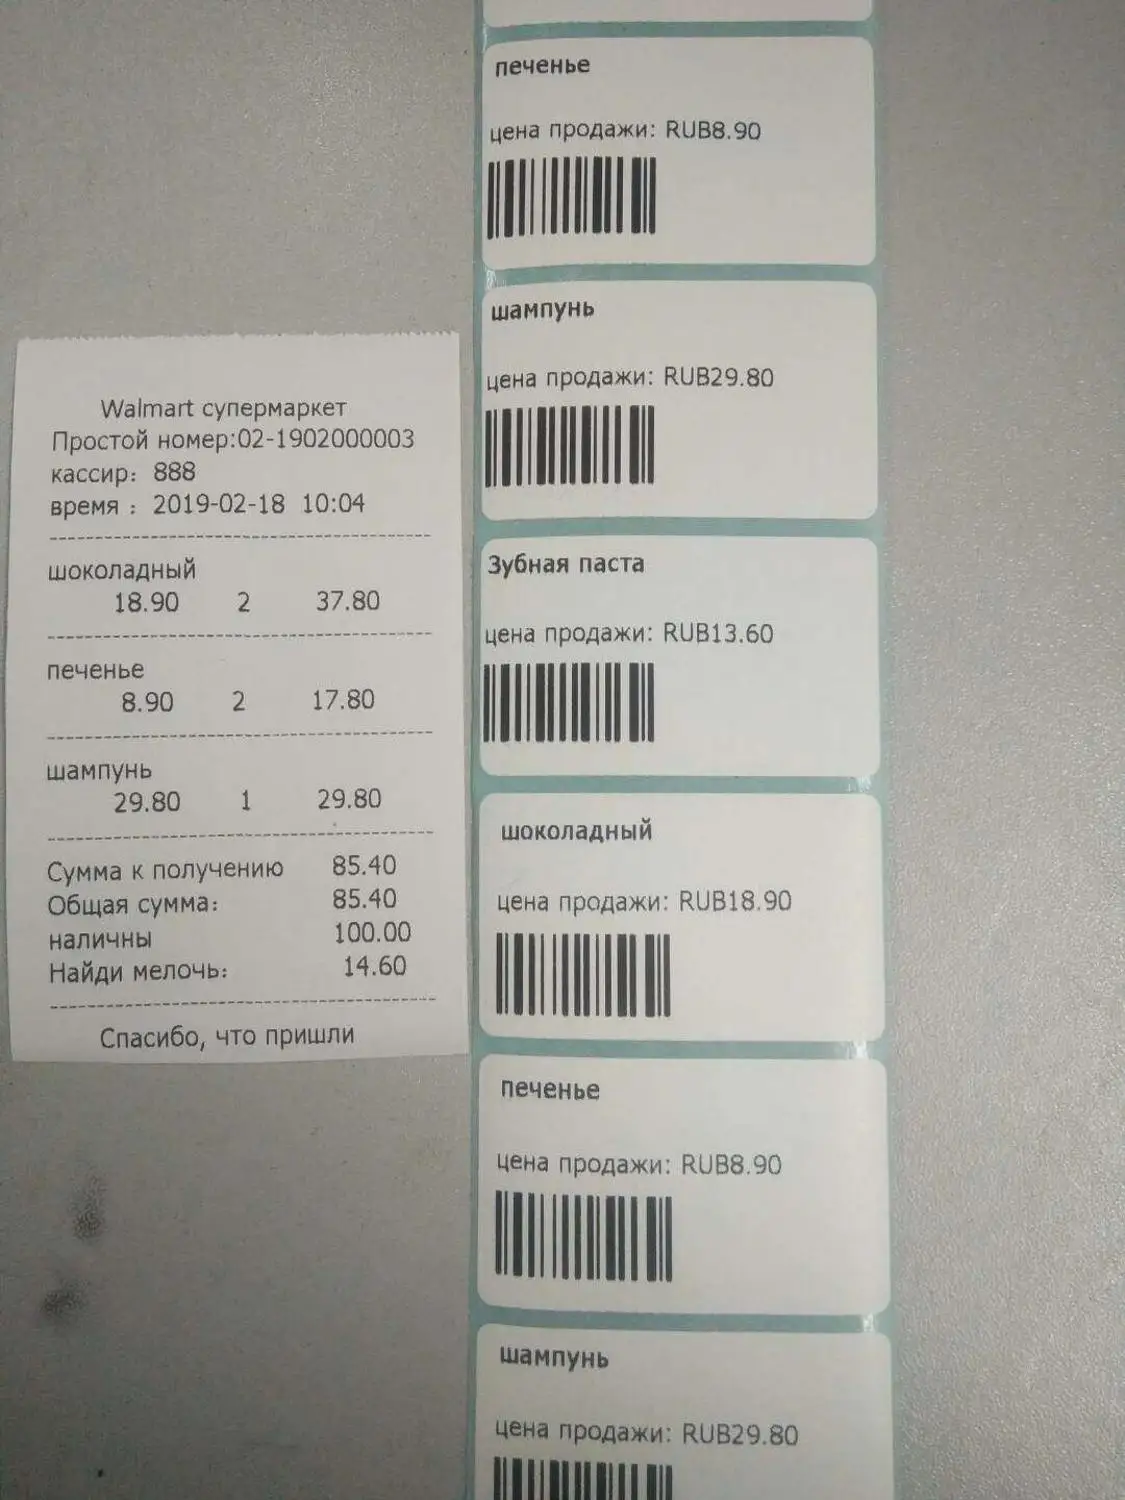 Walmart супермаркет
Простой номер:02-1902000003
кассир: 888
время : 2019-02-18 10:04
шоколадный
18.90 2 37.80
печенье
8.90 2 17.80
шампунь
29.80 1 29.80
Сумма к получению 85.40
Общая сумма: 85.40
наличны 100.00
Найди мелочь: 14.60
Спасибо, что пришли
печенье
цена продажи: RUB8.90
шампунь
цена продажи: RUB29.80
Зубная паста
цена продажи: RUB13.60
шоколадный
цена продажи: RUB18.90
печенье
цена продажи: RUB8.90
шампунь
цена продажи: RUB29.80